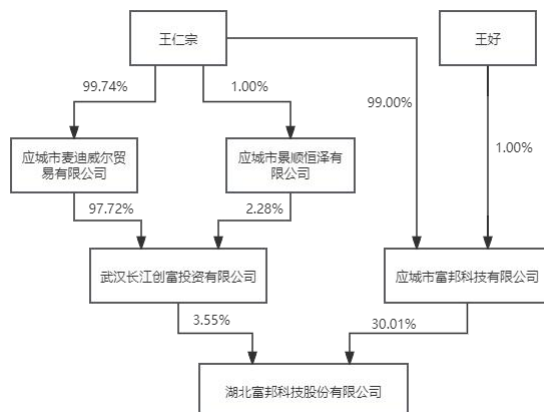 王仁宗
王好
99.74%
1.00%
99.00%
1.00%
应城市麦迪威尔贸
易有限公司
应城市景顺恒泽有
限公司
97.72%
2.28%
武汉长江创富投资有限公司
应城市富邦科技有限公司
3.55%
30.01%
湖北富邦科技股份有限公司